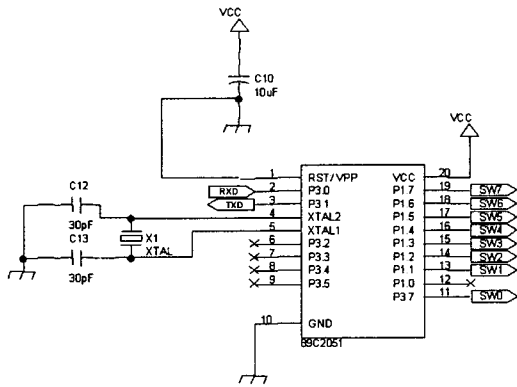 VCC
C10
10uF
VCC
1 RST/VPP VCC 20
RXD 2 P3.0 P1.7 19 SW7
TXD 3 P3.1 P1.6 18 SW6
C12 4 XTAL2 P1.5 17 SW5
30pF 5 XTAL1 P1.4 16 SW4
C13 X1 6 P3.2 P1.3 15 SW3
XTAL 7 P3.3 P1.2 14 SW2
30pF 8 P3.4 P1.1 13 SW1
9 P3.5 P1.0 12
P3.7 11 SW0
10 GND
89C2051